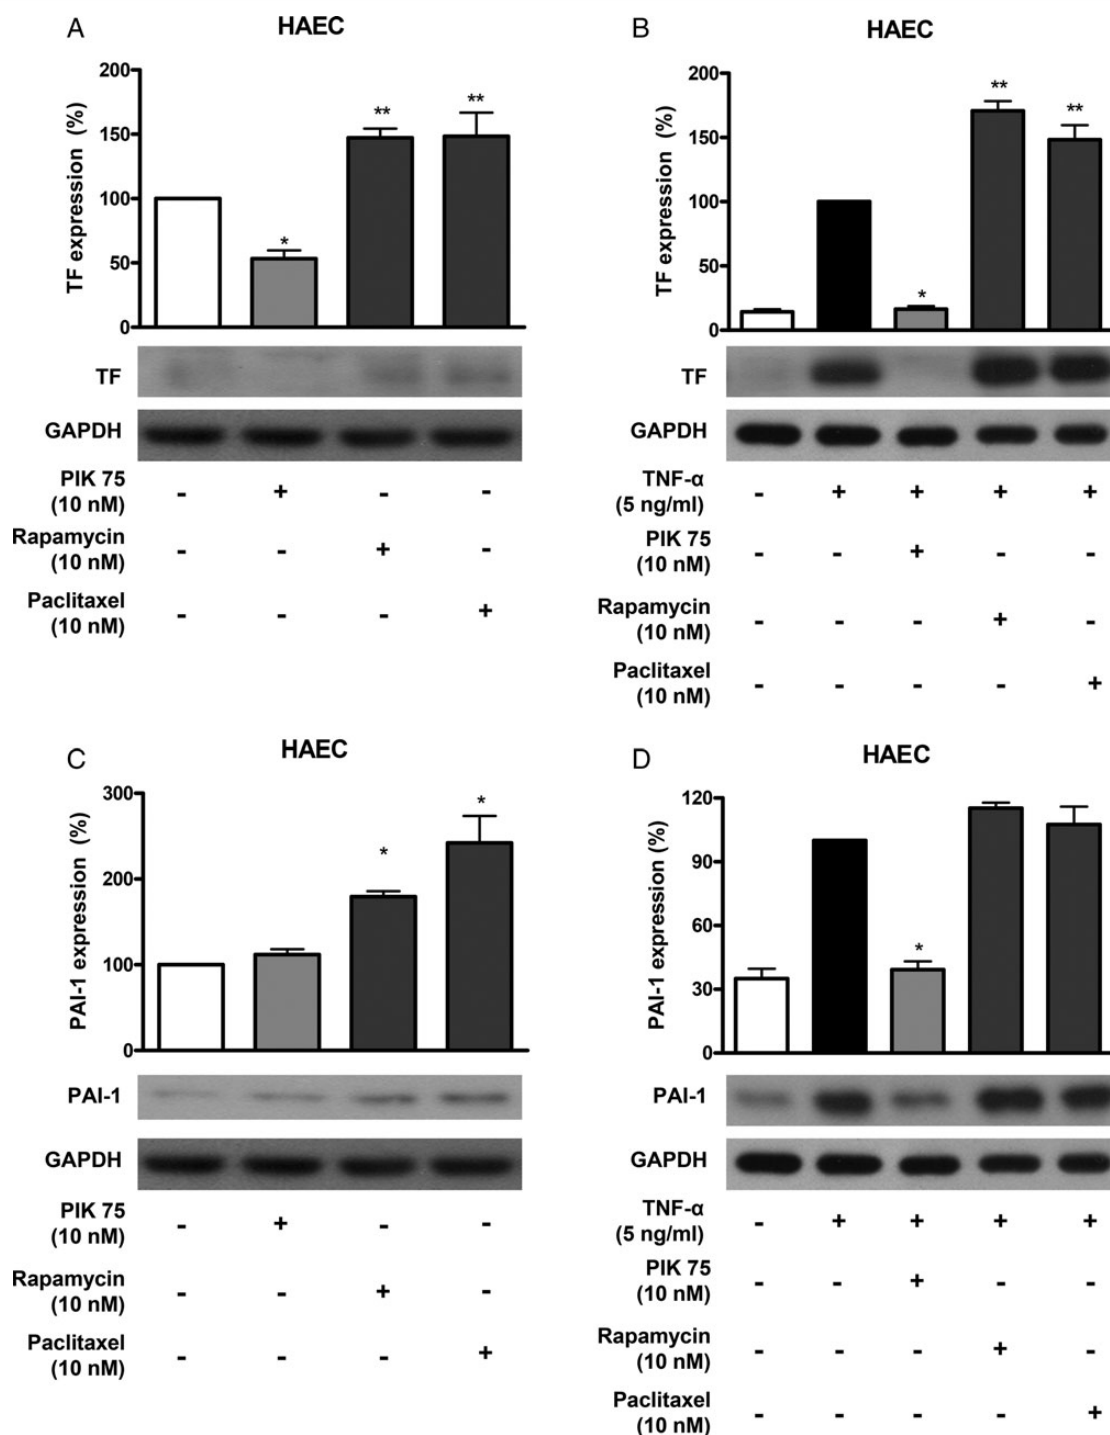 A
HAEC
TF expression (%)
200
150
100
50
0
*
**
**
TF
GAPDH
PIK 75
(10 nM)
- + - -
Rapamycin
(10 nM)
- - + -
Paclitaxel
(10 nM)
- - - +
B
HAEC
TF expression (%)
200
150
100
50
0
*
**
**
TF
GAPDH
TNF-α
(5 ng/ml)
- + + + +
PIK 75
(10 nM)
- - + - -
Rapamycin
(10 nM)
- - - + -
Paclitaxel
(10 nM)
- - - - +
C
HAEC
PAI-1 expression (%)
300
200
100
0
*
*
PAI-1
GAPDH
PIK 75
(10 nM)
- + - -
Rapamycin
(10 nM)
- - + -
Paclitaxel
(10 nM)
- - - +
D
HAEC
PAI-1 expression (%)
120
90
60
30
0
*
PAI-1
GAPDH
TNF-α
(5 ng/ml)
- + + + +
PIK 75
(10 nM)
- - + - -
Rapamycin
(10 nM)
- - - + -
Paclitaxel
(10 nM)
- - - - +